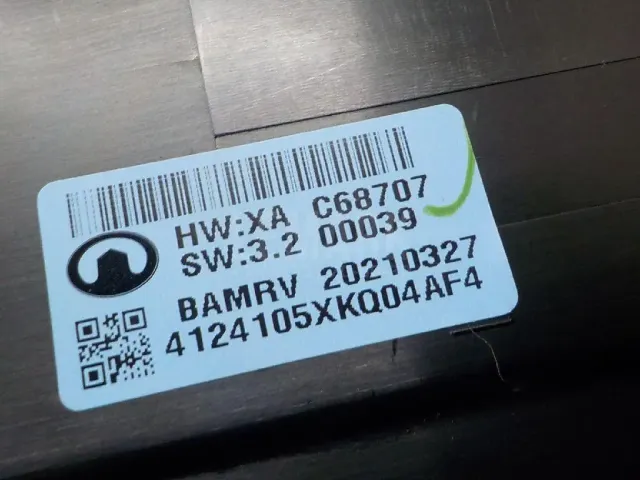 HW:XA C68707
SW:3.2 00039
BAMRV 20210327
4124105XKQ04AF4